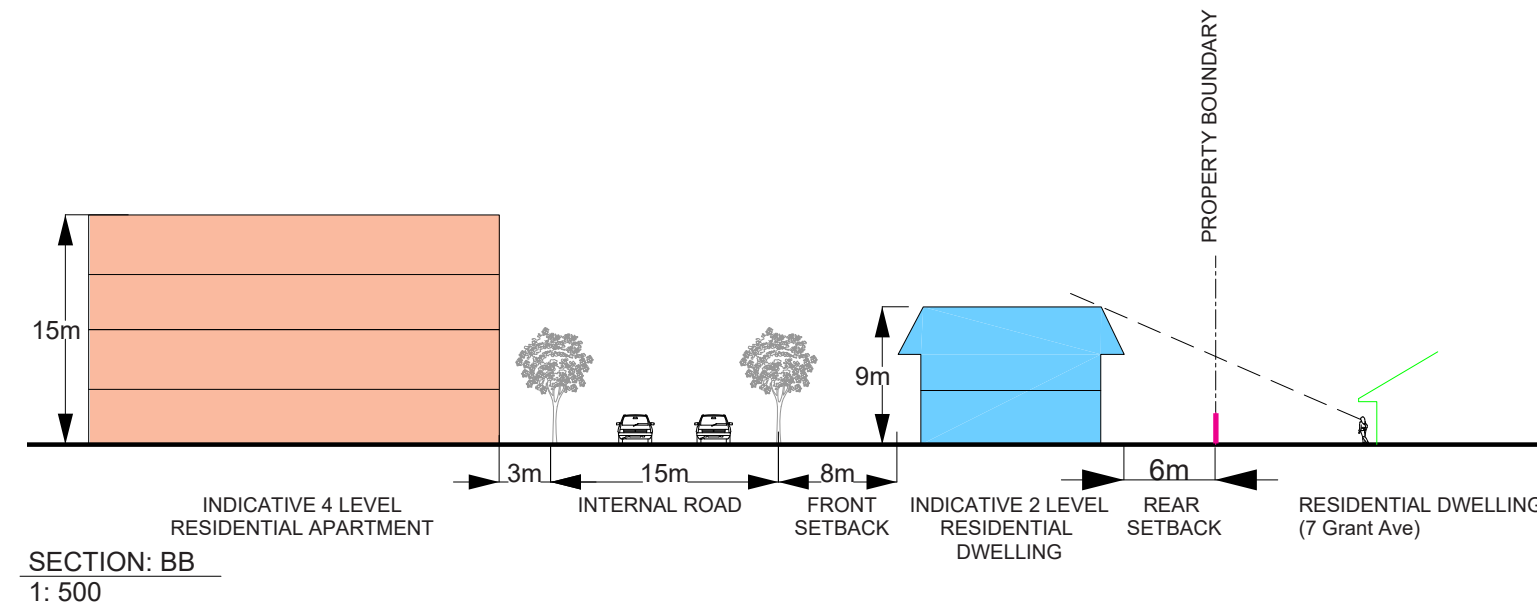 PROPERTY BOUNDARY
15m
9m
3m
15m
8m
6m
INDICATIVE 4 LEVEL
RESIDENTIAL APARTMENT
INTERNAL ROAD
FRONT
SETBACK
INDICATIVE 2 LEVEL
RESIDENTIAL
DWELLING
REAR
SETBACK
RESIDENTIAL DWELLING
(7 Grant Ave)
SECTION: BB
1: 500